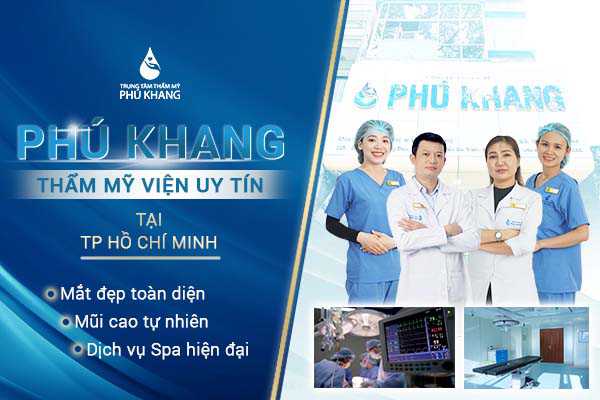 TRUNG TÂM THẨM MỸ
PHÚ KHANG
PHÚ KHANG
THẨM MỸ VIỆN UY TÍN
TẠI
TP HỒ CHÍ MINH
Mắt đẹp toàn diện
Mũi cao tự nhiên
Dịch vụ Spa hiện đại
PHÚ KHANG